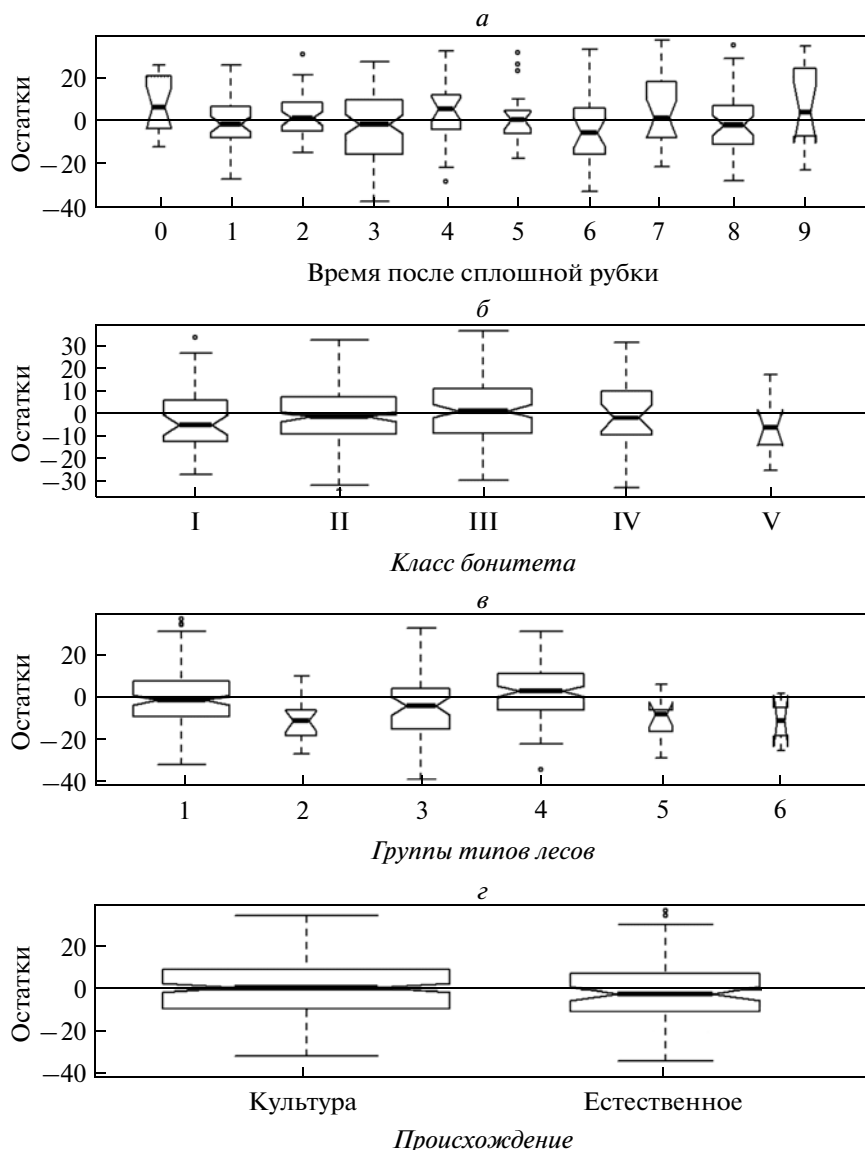 а
Остатки
20
0
−20
−40
0 1 2 3 4 5 6 7 8 9
Время после сплошной рубки
б
Остатки
30
20
10
0
−10
−20
−30
I II III IV V
Класс бонитета
в
Остатки
20
0
−20
−40
1 2 3 4 5 6
Группы типов лесов
г
Остатки
20
0
−20
−40
Культура Естественное
Происхождение